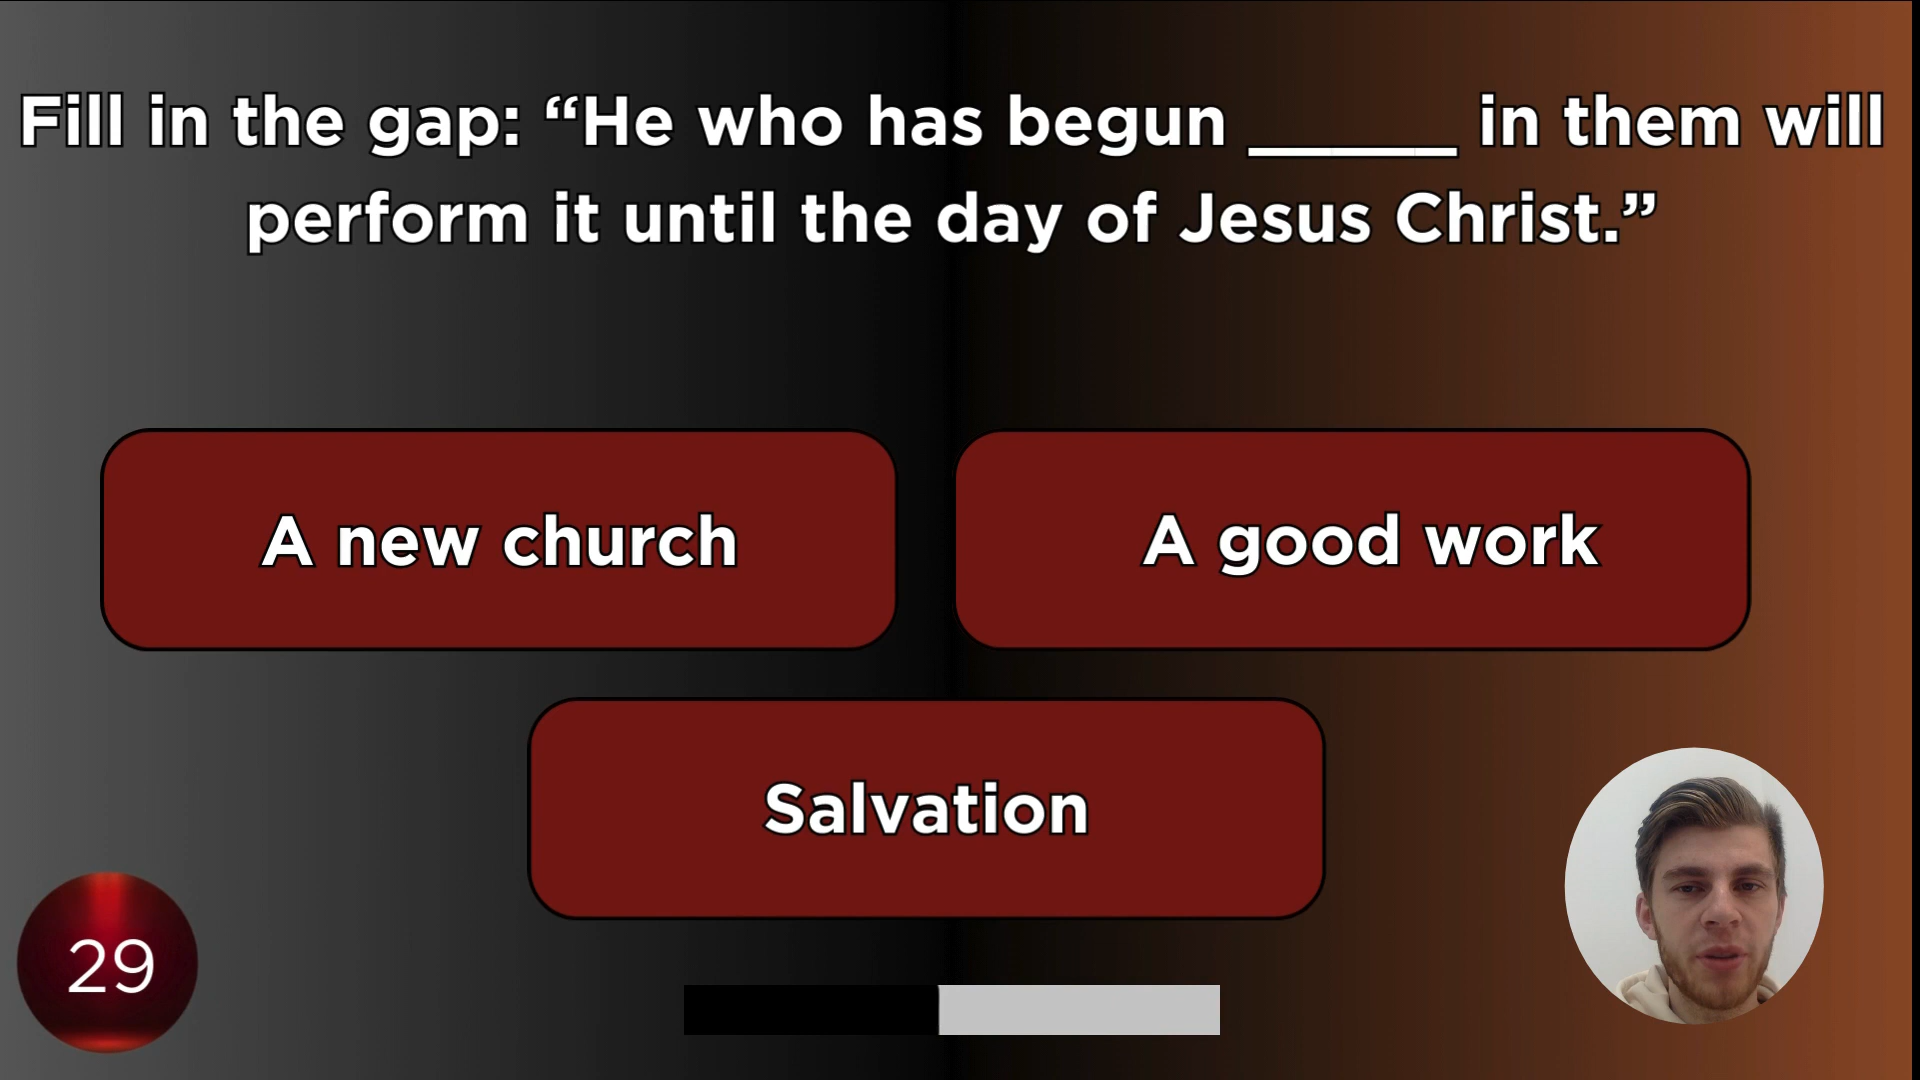 Fill in the gap: “He who has begun _____ in them will
perform it until the day of Jesus Christ.”
A new church
A good work
Salvation
29